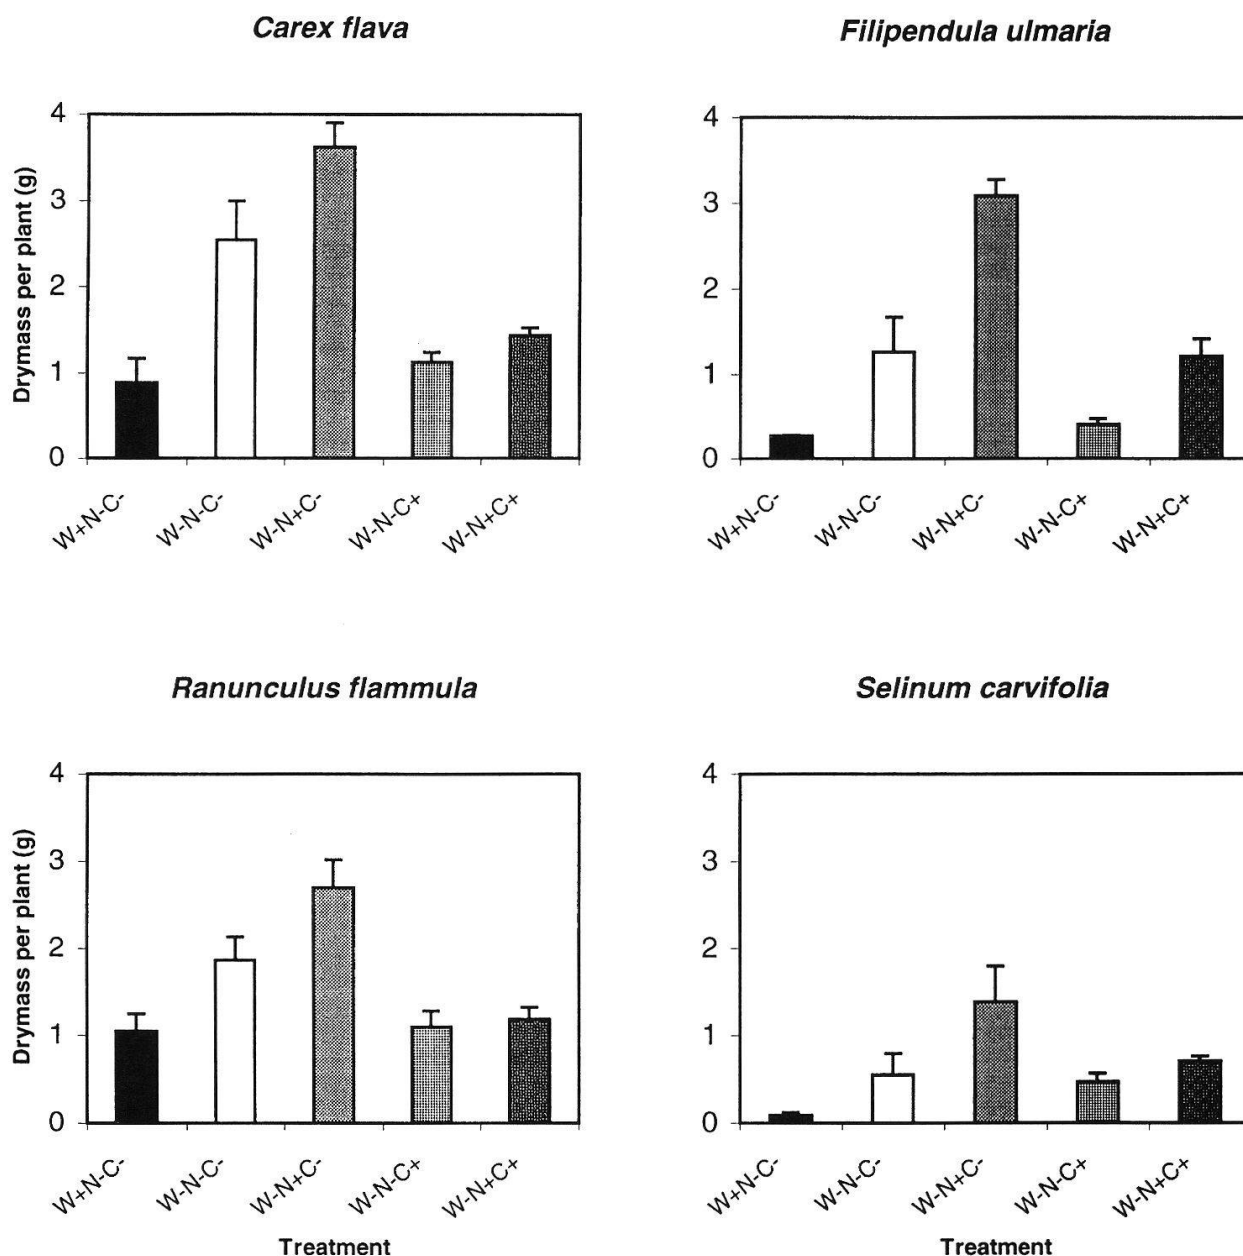 Carex flava
Filipendula ulmaria
Drymass per plant (g)
4
3
2
1
0
W+N-C-
W-N-C-
W-N+C-
W-N-C+
W-N+C+
4
3
2
1
0
W+N-C-
W-N-C-
W-N+C-
W-N-C+
W-N+C+
Ranunculus flammula
Selinum carvifolia
Drymass per plant (g)
4
3
2
1
0
W+N-C-
W-N-C-
W-N+C-
W-N-C+
W-N+C+
Treatment
4
3
2
1
0
W+N-C-
W-N-C-
W-N+C-
W-N-C+
W-N+C+
Treatment